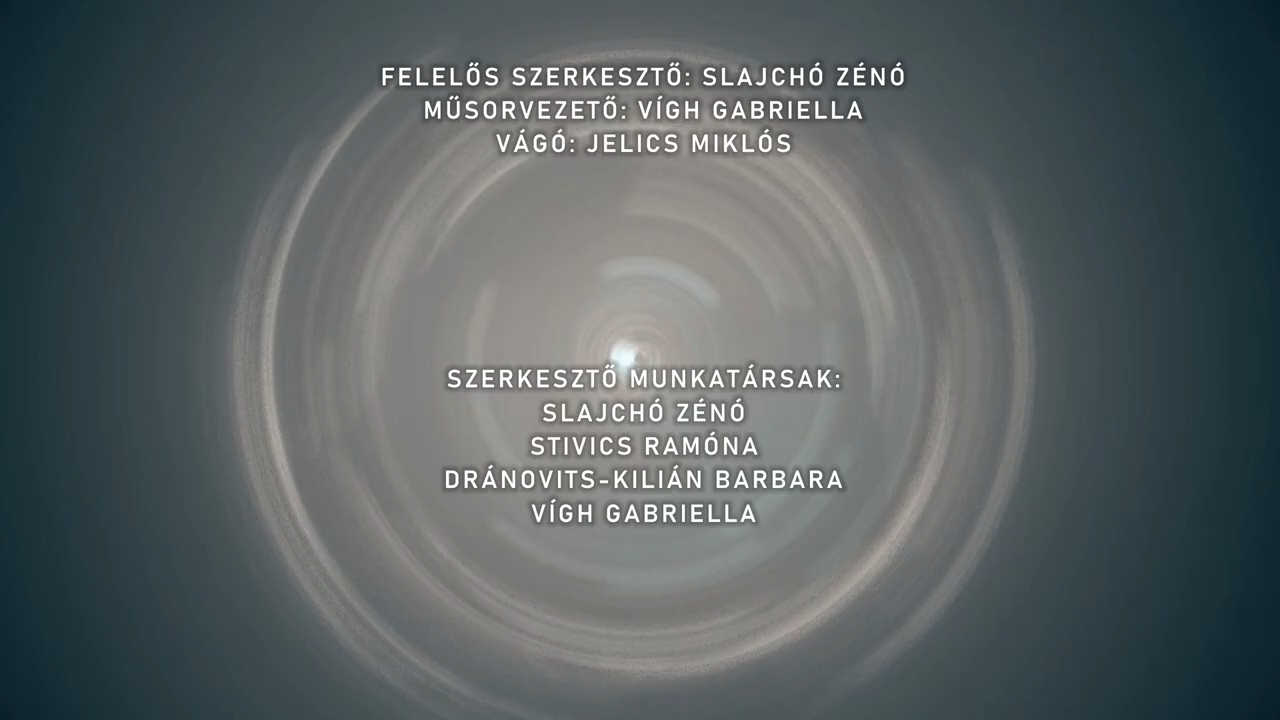 FELELŐS SZERKESZTŐ: SLAJCHÓ ZÉNÓ
MŰSORVEZETŐ: VÍGH GABRIELLA
VÁGÓ: JELICS MIKLÓS
SZERKESZTŐ MUNKATÁRSAK:
SLAJCHÓ ZÉNÓ
STIVICS RAMÓNA
DRÁNOVITS-KILIÁN BARBARA
VÍGH GABRIELLA